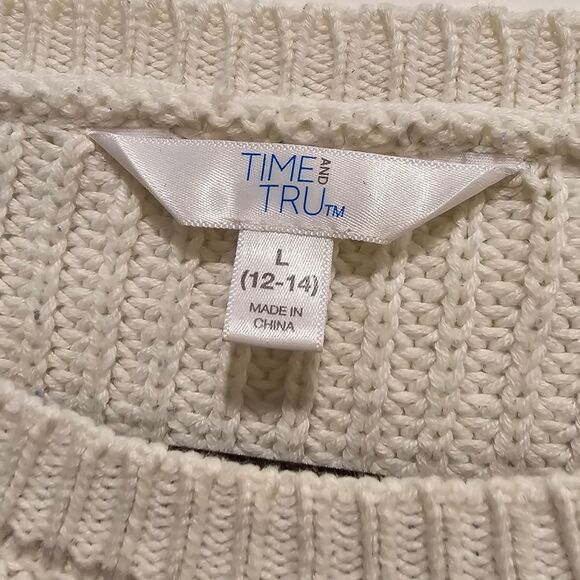 TIME AND
TRU™
L
(12-14)
MADE IN
CHINA